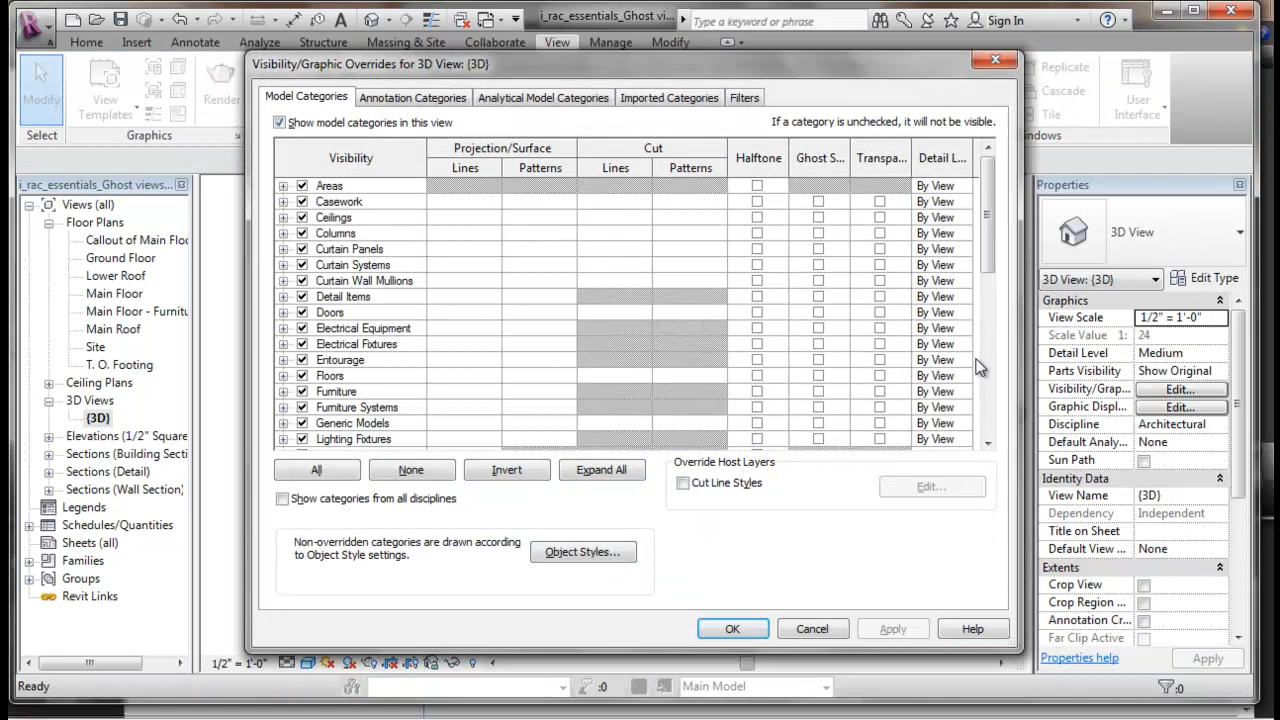 i_rac_essentials_Ghost vi...
Type a keyword or phrase
Sign In
Home Insert Annotate Analyze Structure Massing & Site Collaborate View Manage Modify
Modify
View
Templates
Render
Replicate
Cascade
Tile
User
Interface
Select
Graphics
indows
Visibility/Graphic Overrides for 3D View: {3D}
Model Categories
Annotation Categories
Analytical Model Categories
Imported Categories
Filters
Show model categories in this view
If a category is unchecked, it will not be visible.
Visibility
Projection/Surface
Cut
Halftone
Ghost S...
Transpa...
Detail L...
Lines Patterns Lines Patterns
Areas By View
Casework By View
Ceilings By View
Columns By View
Curtain Panels By View
Curtain Systems By View
Curtain Wall Mullions By View
Detail Items By View
Doors By View
Electrical Equipment By View
Electrical Fixtures By View
Entourage By View
Floors By View
Furniture By View
Furniture Systems By View
Generic Models By View
Lighting Fixtures By View
All
None
Invert
Expand All
Override Host Layers
Cut Line Styles
Edit...
Show categories from all disciplines
Non-overridden categories are drawn according
to Object Style settings.
Object Styles...
OK
Cancel
Apply
Help
i_rac_essentials_Ghost views...
Views (all)
Floor Plans
Callout of Main Floo
Ground Floor
Lower Roof
Main Floor
Main Floor - Furnitu
Main Roof
Site
T. O. Footing
Ceiling Plans
3D Views
{3D}
Elevations (1/2" Square
Sections (Building Secti
Sections (Detail)
Sections (Wall Section)
Legends
Schedules/Quantities
Sheets (all)
Families
Groups
Revit Links
Properties
3D View
3D View: {3D}
Edit Type
Graphics
View Scale 1/2" = 1'-0"
Scale Value 1: 24
Detail Level Medium
Parts Visibility Show Original
Visibility/Grap... Edit...
Graphic Displ... Edit...
Discipline Architectural
Default Analy... None
Sun Path
Identity Data
View Name {3D}
Dependency Independent
Title on Sheet
Default View ... None
Extents
Crop View
Crop Region ...
Annotation Cr...
Far Clip Active
Properties help
Apply
1/2" = 1'-0"
Ready
:0
Main Model
:0